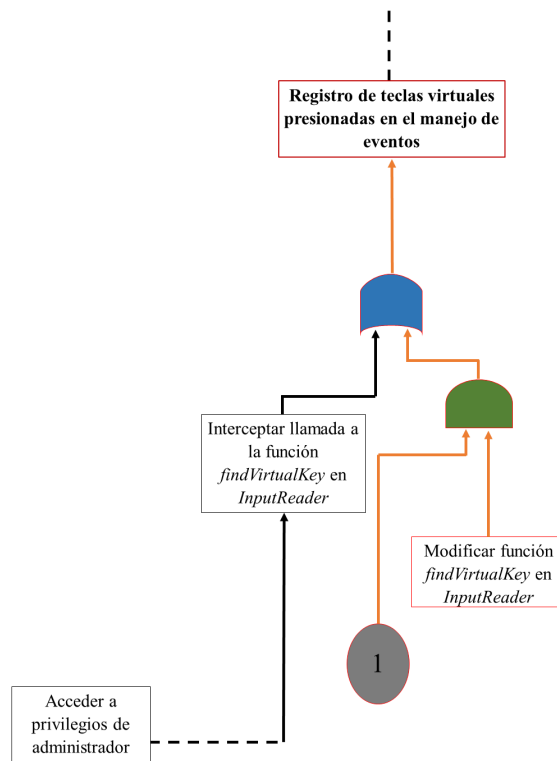 Registro de teclas virtuales
presionadas en el manejo de
eventos
Interceptar llamada a
la función
findVirtualKey en
InputReader
Modificar función
findVirtualKey en
InputReader
1
Acceder a
privilegios de
administrador